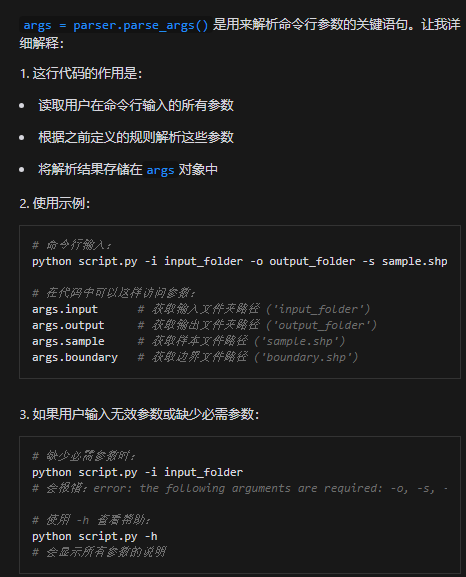 args = parser.parse_args() 是用来解析命令行参数的关键语句。让我详
细解释：
1. 这行代码的作用是：
• 读取用户在命令行输入的所有参数
• 根据之前定义的规则解析这些参数
• 将解析结果存储在 args 对象中
2. 使用示例：
# 命令行输入：
python script.py -i input_folder -o output_folder -s sample.shp
# 在代码中可以这样访问参数：
args.input # 获取输入文件夹路径 ('input_folder')
args.output # 获取输出文件夹路径 ('output_folder')
args.sample # 获取样本文件路径 ('sample.shp')
args.boundary # 获取边界文件路径 ('boundary.shp')
3. 如果用户输入无效参数或缺少必需参数：
# 缺少必需参数时：
python script.py -i input_folder
# 会报错：error: the following arguments are required: -o, -s, -
# 使用 -h 查看帮助：
python script.py -h
# 会显示所有参数的说明